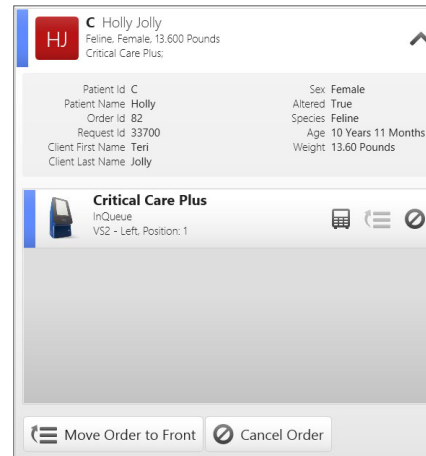 HJ
C Holly Jolly
Feline, Female, 13.600 Pounds
Critical Care Plus;
Patient Id C
Patient Name Holly
Order Id 82
Request Id 33700
Client First Name Teri
Client Last Name Jolly
Sex Female
Altered True
Species Feline
Age 10 Years 11 Months
Weight 13.60 Pounds
Critical Care Plus
InQueue
VS2 - Left, Position: 1
Move Order to Front
Cancel Order